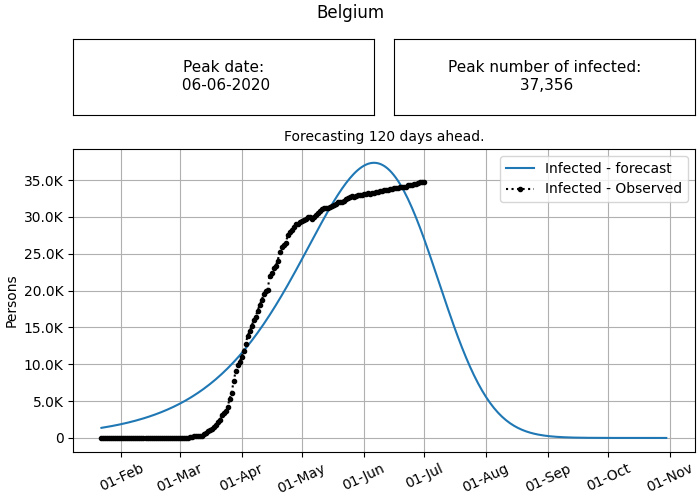 Belgium
Peak date:
06-06-2020
Peak number of infected:
37,356
Forecasting 120 days ahead.
Infected - forecast
Infected - Observed
Persons
35.0K
30.0K
25.0K
20.0K
15.0K
10.0K
5.0K
0
01-Feb
01-Mar
01-Apr
01-May
01-Jun
01-Jul
01-Aug
01-Sep
01-Oct
01-Nov